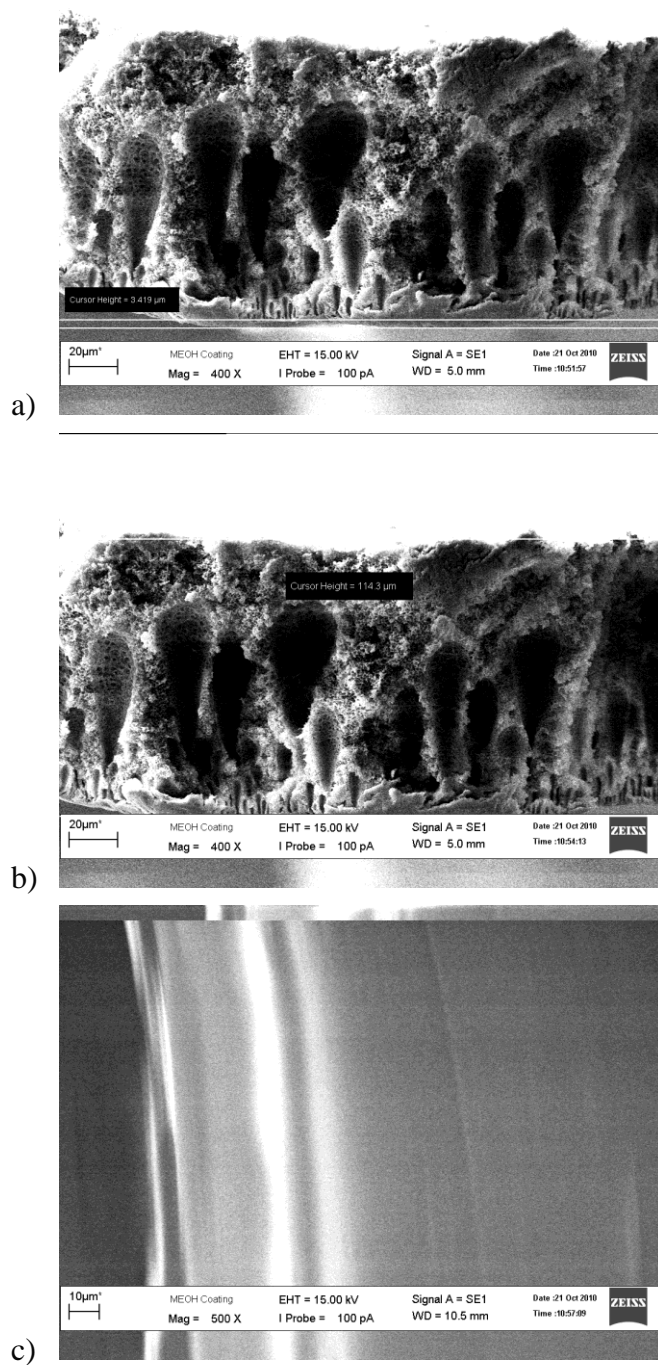 Cursor Height = 3.419 µm
20µm*
MEOH Coating
Mag = 400 X
EHT = 15.00 kV
I Probe = 100 pA
Signal A = SE1
WD = 5.0 mm
Date :21 Oct 2010
Time :10:51:57
ZEISS
a)
Cursor Height = 114.3 µm
20µm*
MEOH Coating
Mag = 400 X
EHT = 15.00 kV
I Probe = 100 pA
Signal A = SE1
WD = 5.0 mm
Date :21 Oct 2010
Time :10:54:13
ZEISS
b)
10µm*
MEOH Coating
Mag = 500 X
EHT = 15.00 kV
I Probe = 100 pA
Signal A = SE1
WD = 10.5 mm
Date :21 Oct 2010
Time :10:57:09
ZEISS
c)